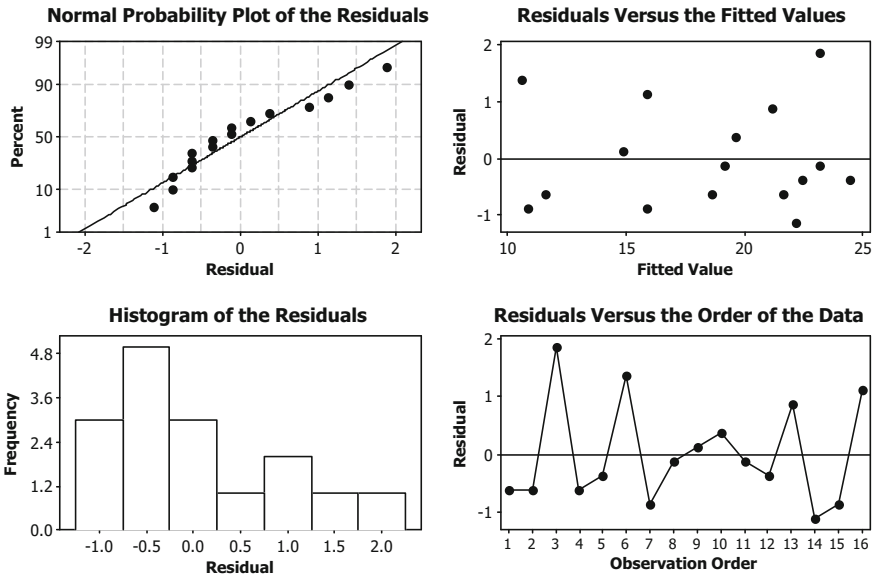 Normal Probability Plot of the Residuals
99
90
50
10
1
Percent
-2 -1 0 1 2
Residual
Residuals Versus the Fitted Values
2
1
0
-1
Residual
10 15 20 25
Fitted Value
Histogram of the Residuals
4.8
3.6
2.4
1.2
0.0
Frequency
-1.0 -0.5 0.0 0.5 1.0 1.5 2.0
Residual
Residuals Versus the Order of the Data
2
1
0
-1
Residual
1 2 3 4 5 6 7 8 9 10 11 12 13 14 15 16
Observation Order